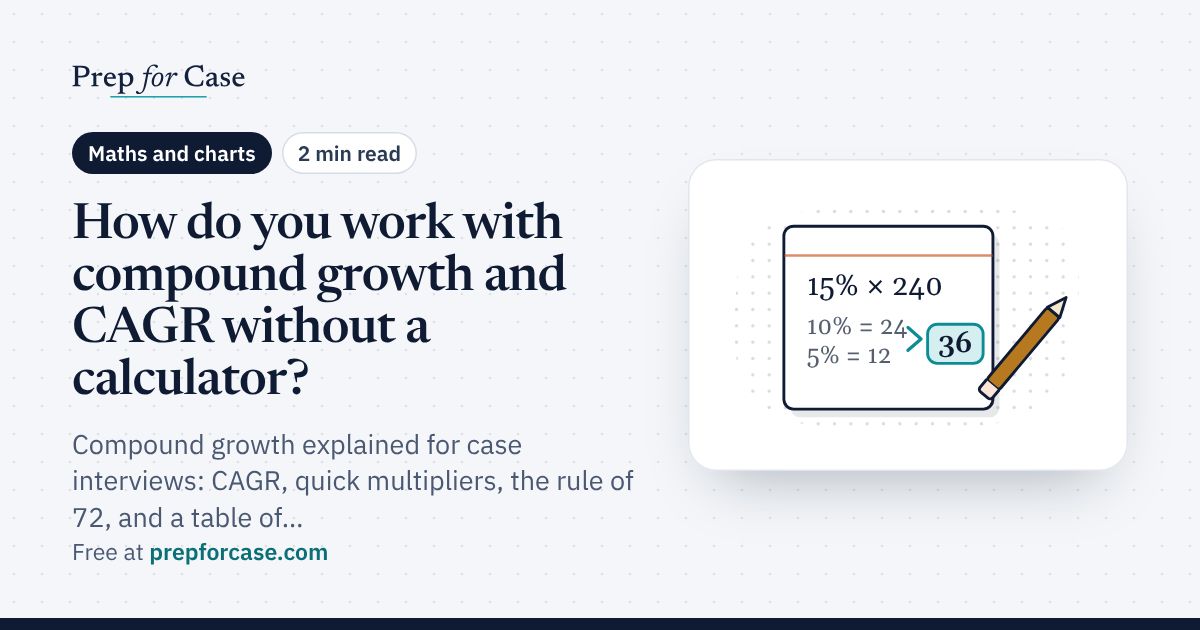 Prep for Case
Maths and charts
2 min read
How do you work with
compound growth and
CAGR without a
calculator?
Compound growth explained for case
interviews: CAGR, quick multipliers, the rule of
72, and a table of...
Free at prepforcase.com
15% × 240
10% = 24
5% = 12
36